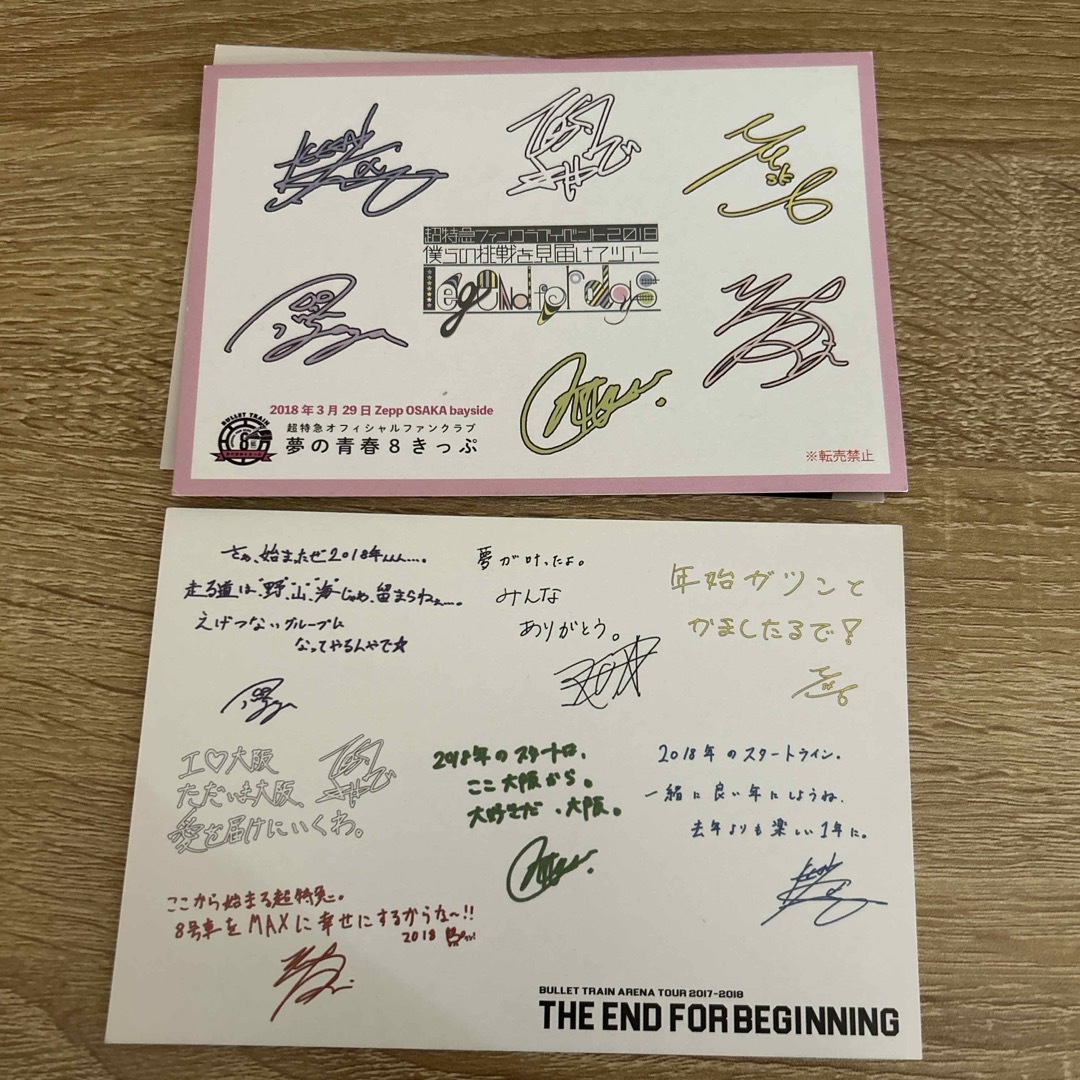 超特急ファンクラブイベント2018
僕らの挑戦を見届けてツアー
Legend for days
2018年3月29日 Zepp OSAKA bayside
BULLET TRAIN
超特急オフィシャルファンクラブ
夢の青春8きっぷ
※転売禁止
さぁ、始まったぜ2018年ぇぇぇ….
走る道は、"野"、"山"、"海"じゃ、留まらねぇ….
えげつないグループに
なってやるんやで☆
夢が叶ったよ。
みんな
ありがとう。
年始ガツンと
かましたるで!
I♡大阪
ただいま大阪、
愛を届けにいくわ。
2018年のスタートは、
ここ大阪から。
大好きだ、大阪。
2018年のスタートライン.
一緒に良い年にしようね.
去年よりも楽しい1年に。
ここから始まる超特急。
8号車をMAXに幸せにするからな〜!!
2018
BULLET TRAIN ARENA TOUR 2017-2018
THE END FOR BEGINNING